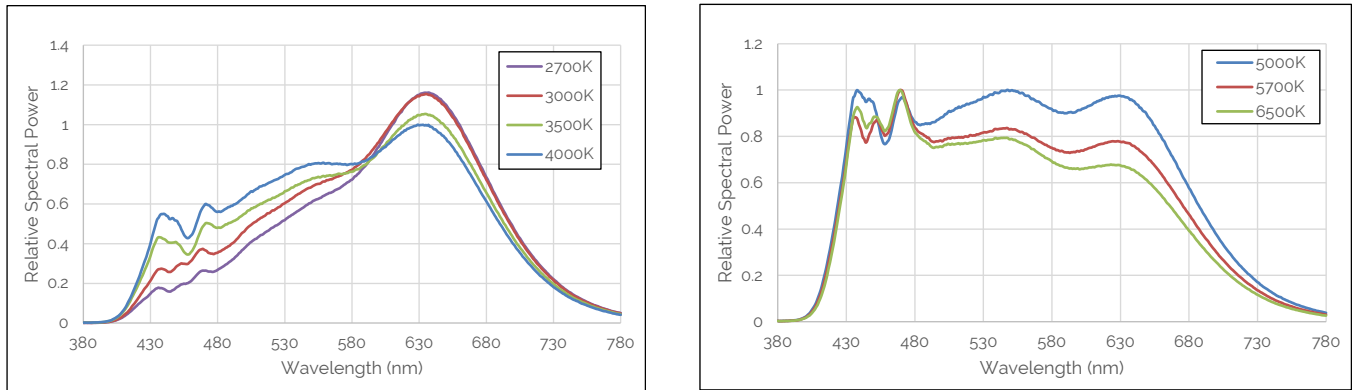 1.4
1.2
1
0.8
0.6
0.4
0.2
0
380 430 480 530 580 630 680 730 780
Relative Spectral Power
Wavelength (nm)
2700K
3000K
3500K
4000K
1.2
1
0.8
0.6
0.4
0.2
0
380 430 480 530 580 630 680 730 780
Relative Spectral Power
Wavelength (nm)
5000K
5700K
6500K